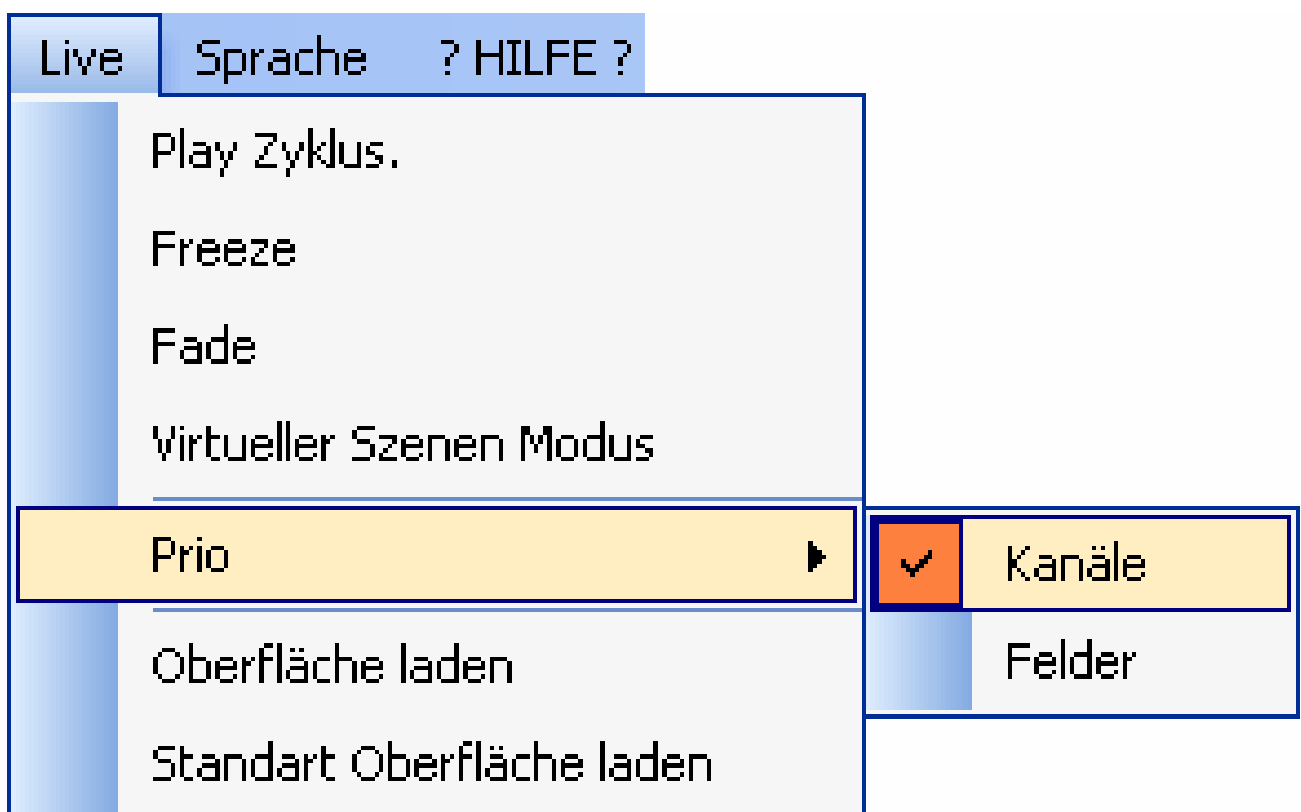 Live Sprache ? HILFE ?
Play Zyklus.
Freeze
Fade
Virtueller Szenen Modus
Prio
Kanäle
Felder
Oberfläche laden
Standart Oberfläche laden